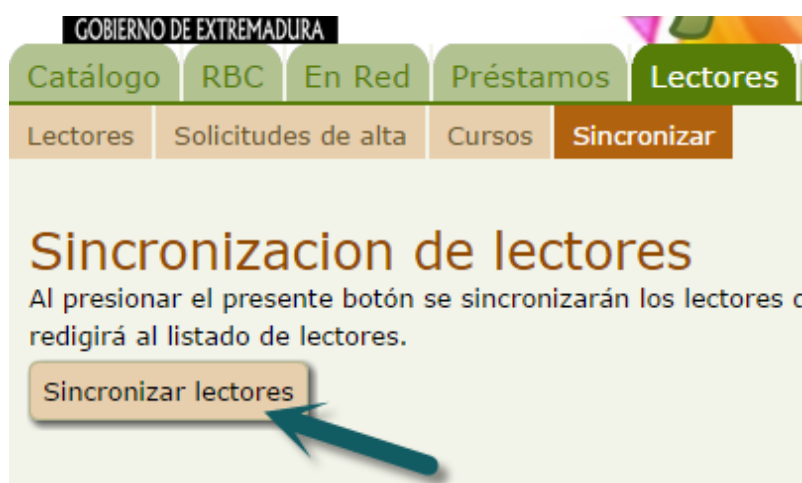 GOBIERNO DE EXTREMADURA
Catálogo RBC En Red Préstamos Lectores
Lectores Solicitudes de alta Cursos Sincronizar
Sincronizacion de lectores
Al presionar el presente botón se sincronizarán los lectores
redigirá al listado de lectores.
Sincronizar lectores